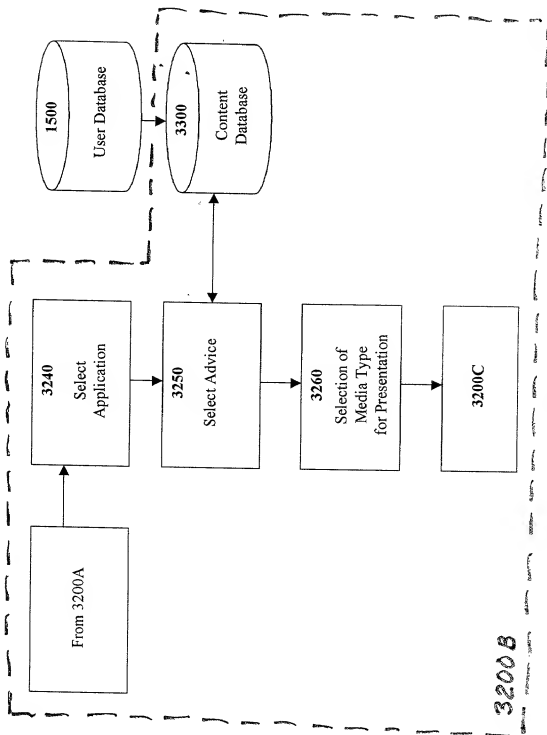 From 3200A
3240
Select
Application
3250
Select Advice
3260
Selection of
Media Type
for Presentation
3200C
1500
User Database
3300
Content
Database
3200B